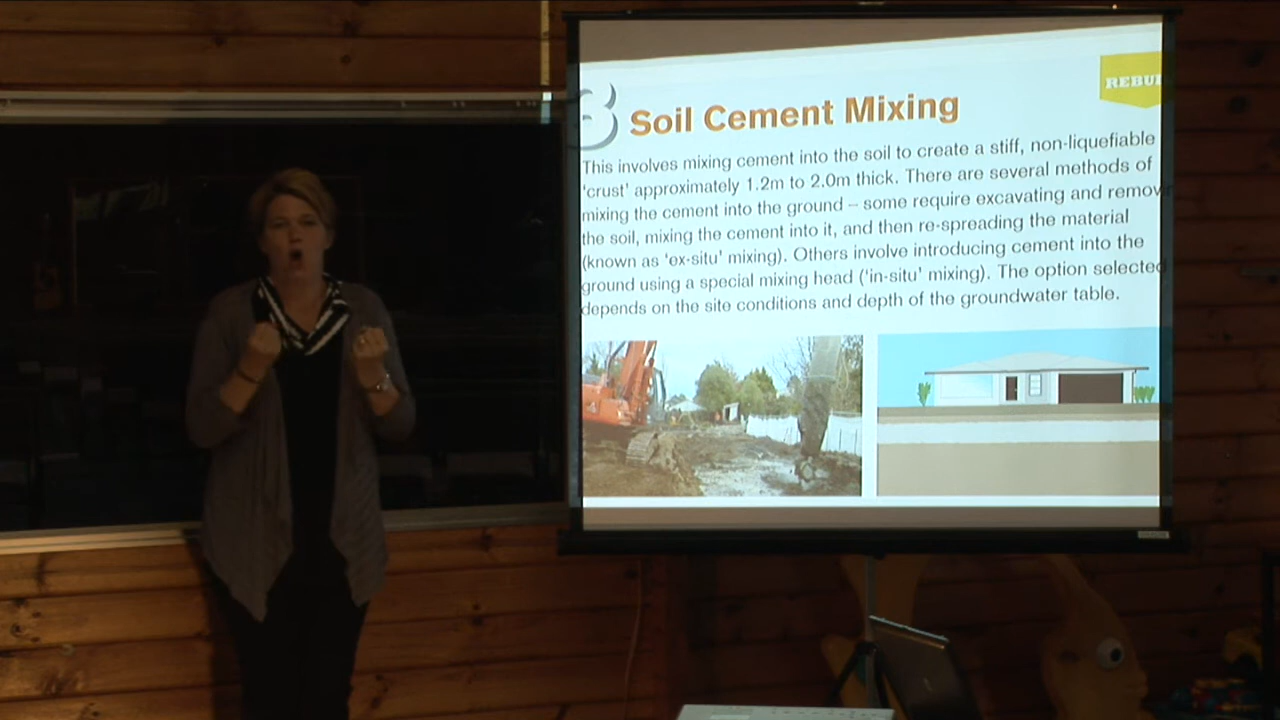 3 Soil Cement Mixing
REBUI
This involves mixing cement into the soil to create a stiff, non-liquefiable
‘crust’ approximately 1.2m to 2.0m thick. There are several methods of
mixing the cement into the ground – some require excavating and remov
the soil, mixing the cement into it, and then re-spreading the material
(known as ‘ex-situ’ mixing). Others involve introducing cement into the
ground using a special mixing head (‘in-situ’ mixing). The option selected
depends on the site conditions and depth of the groundwater table.